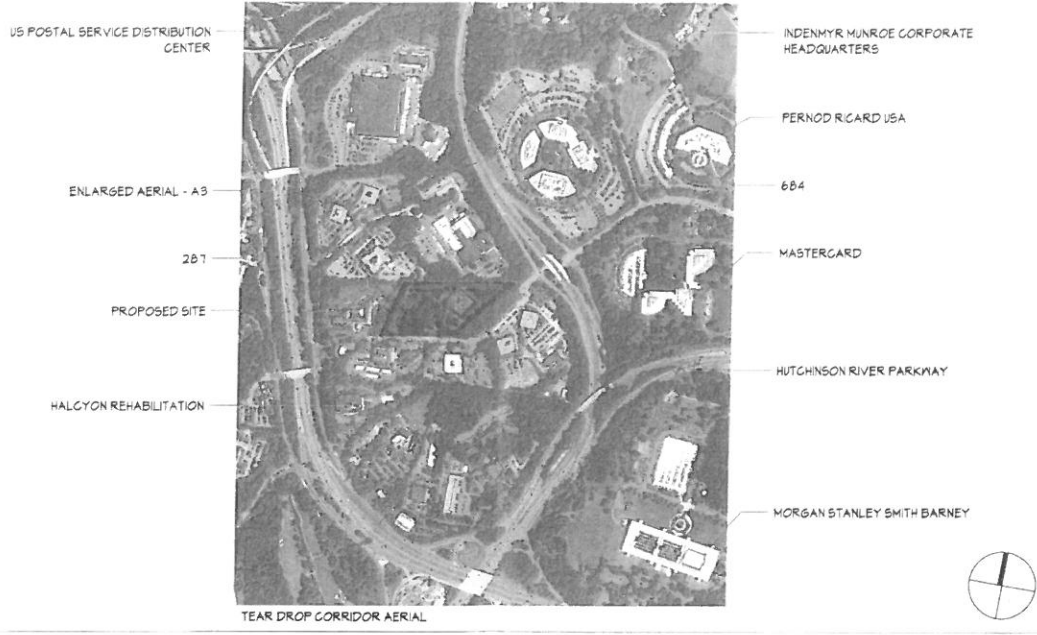 US POSTAL SERVICE DISTRIBUTION
CENTER
ENLARGED AERIAL - A3
287
PROPOSED SITE
HALCYON REHABILITATION
INDENMYR MUNROE CORPORATE
HEADQUARTERS
PERNOD RICARD USA
684
MASTERCARD
HUTCHINSON RIVER PARKWAY
MORGAN STANLEY SMITH BARNEY
TEAR DROP CORRIDOR AERIAL